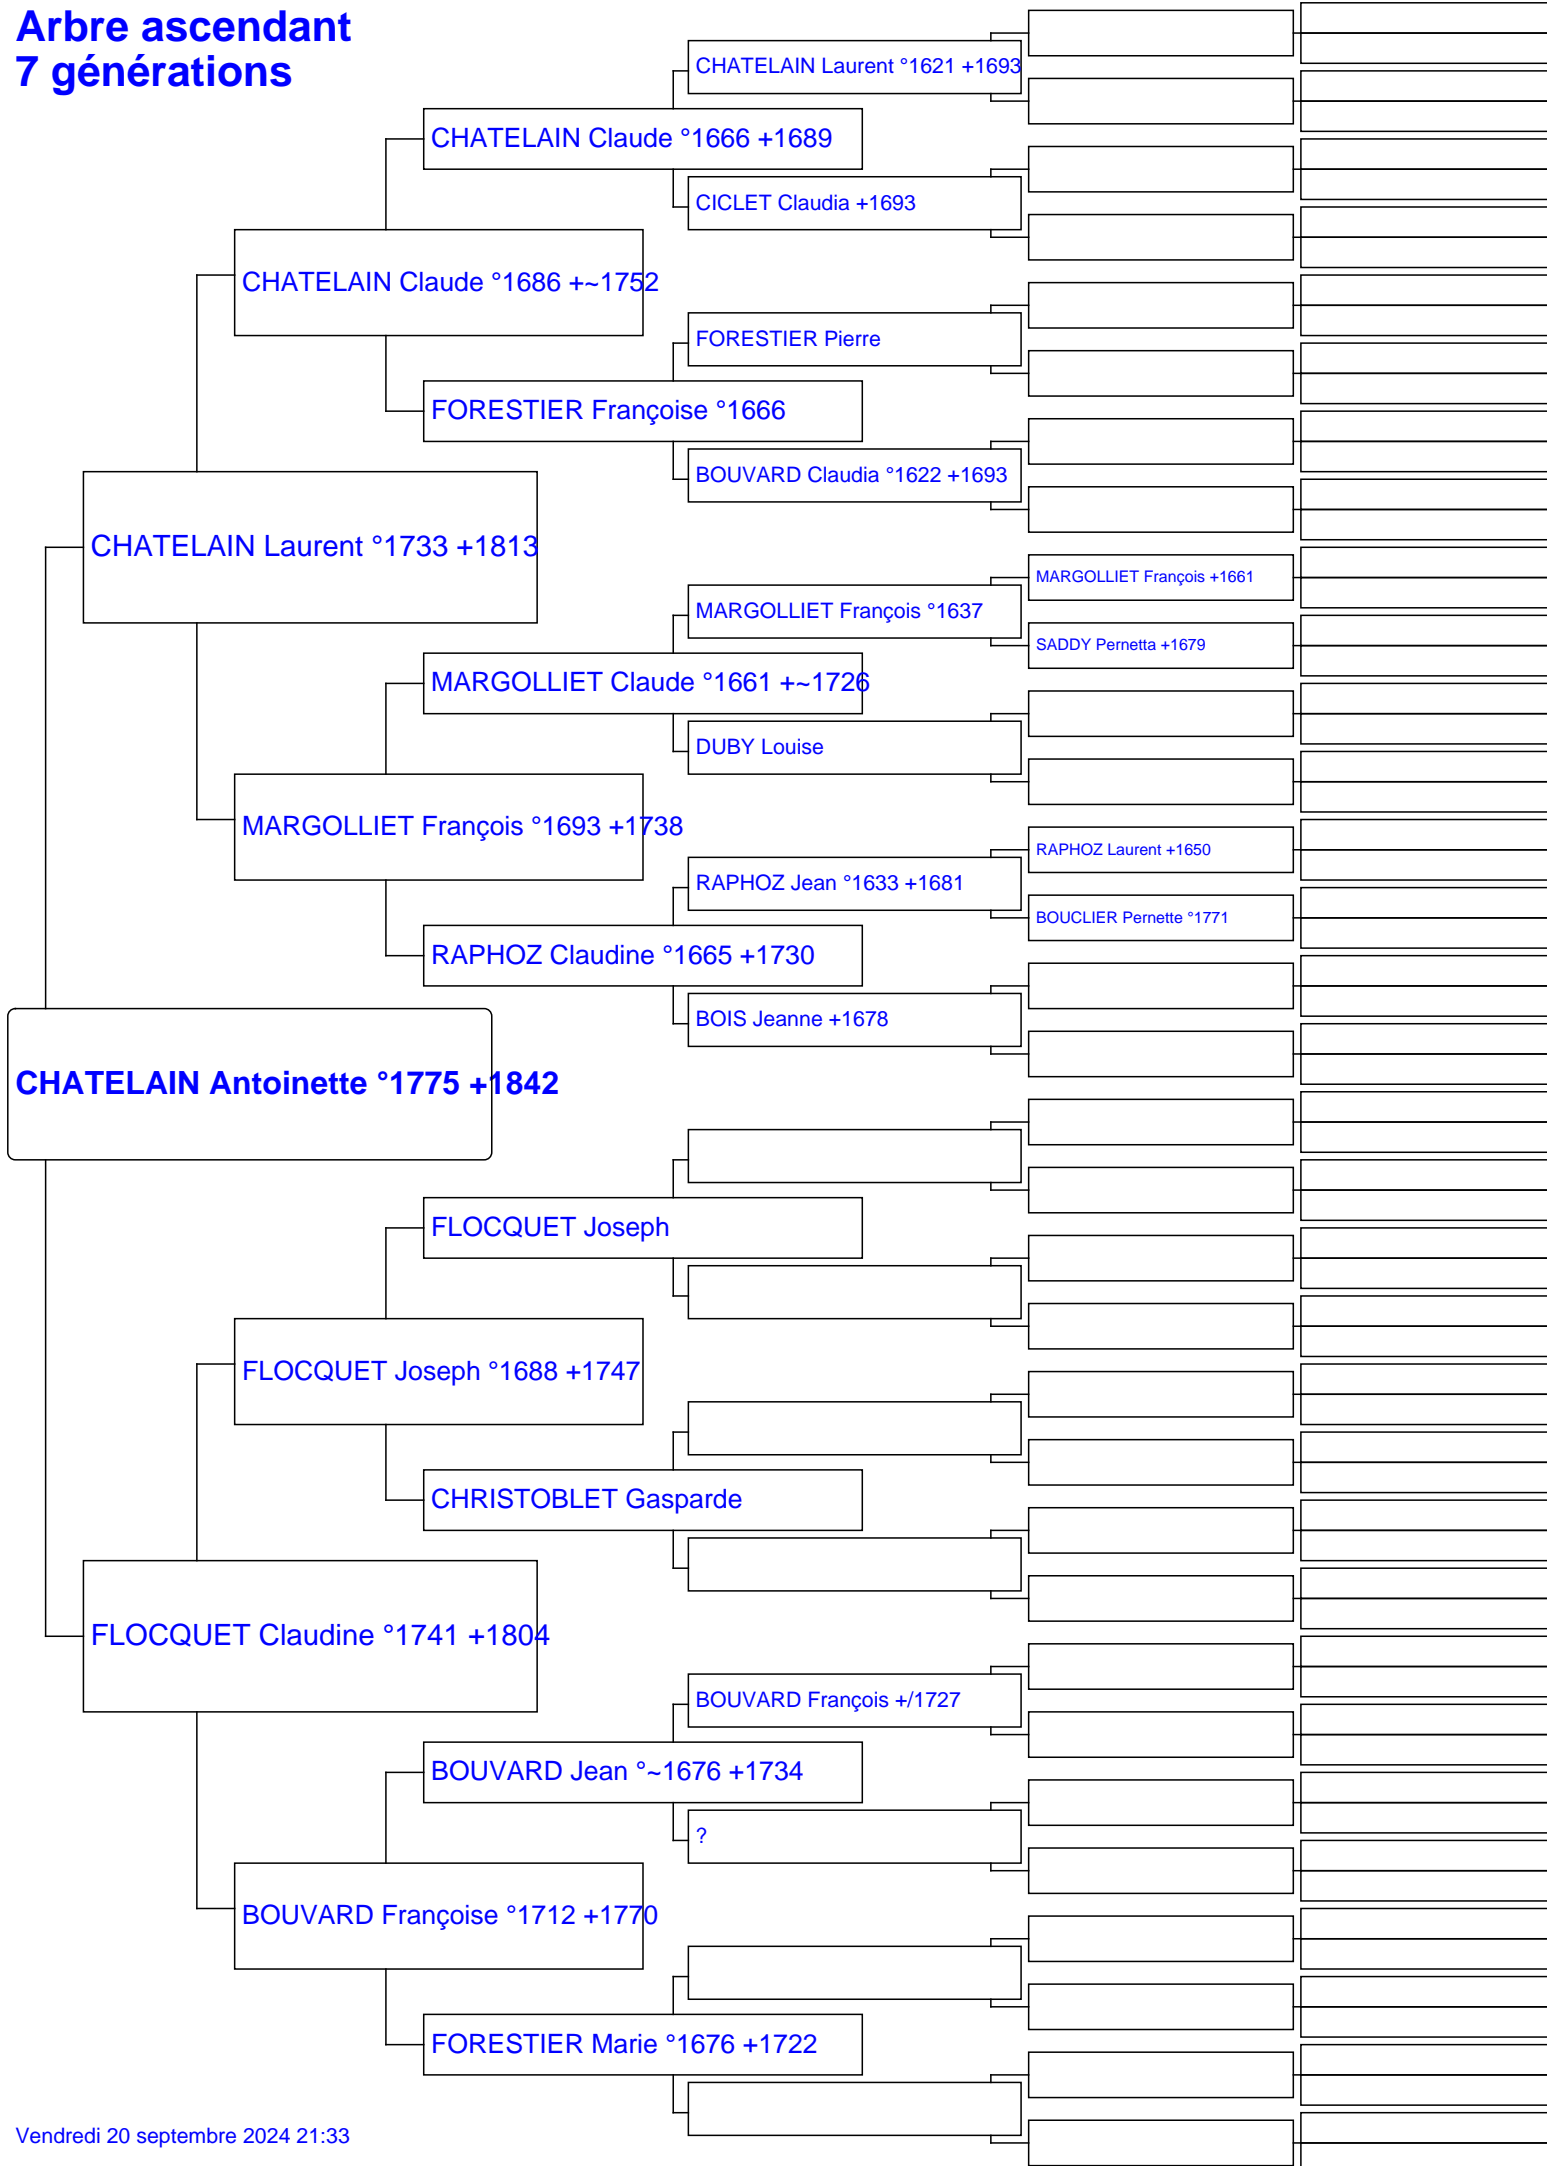 Arbre ascendant
7 générations
CHATELAIN Laurent °1621 +1693
CHATELAIN Claude °1666 +1689
CICLET Claudia +1693
CHATELAIN Claude °1686 +~1752
FORESTIER Pierre
FORESTIER Françoise °1666
BOUVARD Claudia °1622 +1693
CHATELAIN Laurent °1733 +1813
MARGOLLIET François +1661
MARGOLLIET François °1637
SADDY Pernetta +1679
MARGOLLIET Claude °1661 +~1726
DUBY Louise
MARGOLLIET François °1693 +1738
RAPHOZ Laurent +1650
RAPHOZ Jean °1633 +1681
BOUCLIER Pernette °1771
RAPHOZ Claudine °1665 +1730
BOIS Jeanne +1678
CHATELAIN Antoinette °1775 +1842
FLOCQUET Joseph
FLOCQUET Joseph °1688 +1747
CHRISTOBLET Gasparde
FLOCQUET Claudine °1741 +1804
BOUVARD François +/1727
BOUVARD Jean °~1676 +1734
?
BOUVARD Françoise °1712 +1770
FORESTIER Marie °1676 +1722
Vendredi 20 septembre 2024 21:33